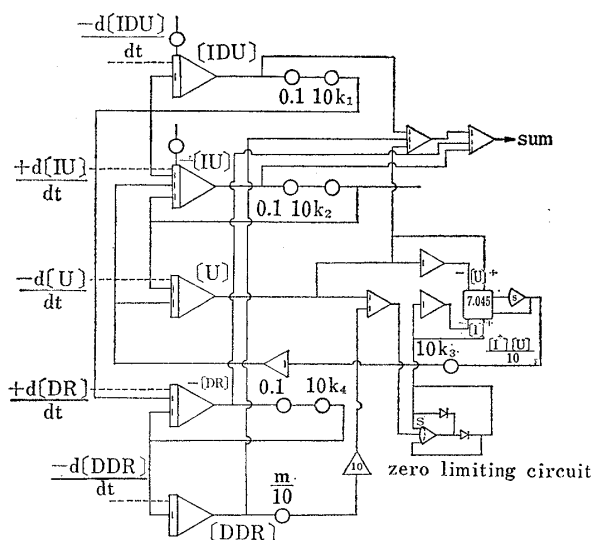 −d[IDU]
dt
[IDU]
0.1 10k₁
sum
+d[IU]
dt
−[IU]
0.1 10k₂
−d[U]
dt
[U]
− [U] +
7.045
S
[I*]
10k₃
[I*][U]
10
+d[DR]
dt
−[DR]
0.1 10k₄
S
zero limiting circuit
−d[DDR]
dt
m
10
10
[DDR]